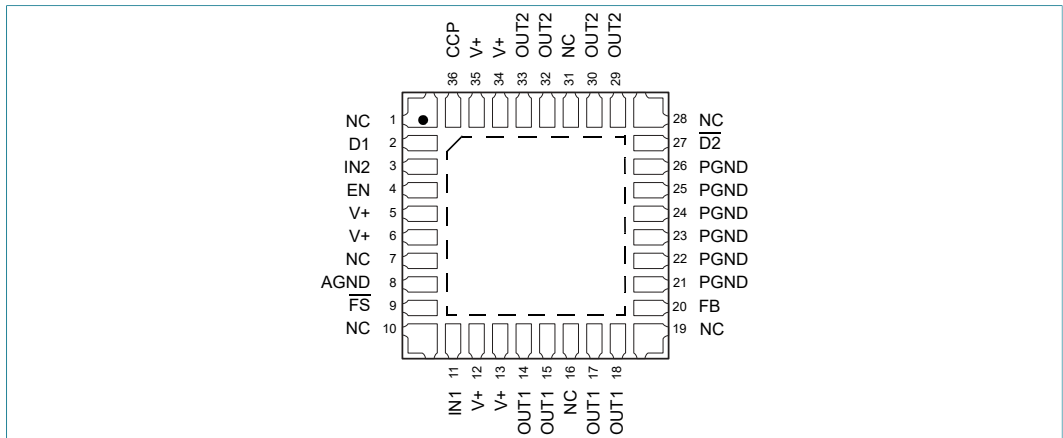 CCP
V+
V+
OUT2
OUT2
NC
OUT2
OUT2
36
35
34
33
32
31
30
29
NC 1
D1 2
IN2 3
EN 4
V+ 5
V+ 6
NC 7
AGND 8
FS 9
NC 10
28 NC
27 D2
26 PGND
25 PGND
24 PGND
23 PGND
22 PGND
21 PGND
20 FB
19 NC
11
12
13
14
15
16
17
18
IN1
V+
V+
OUT1
OUT1
NC
OUT1
OUT1